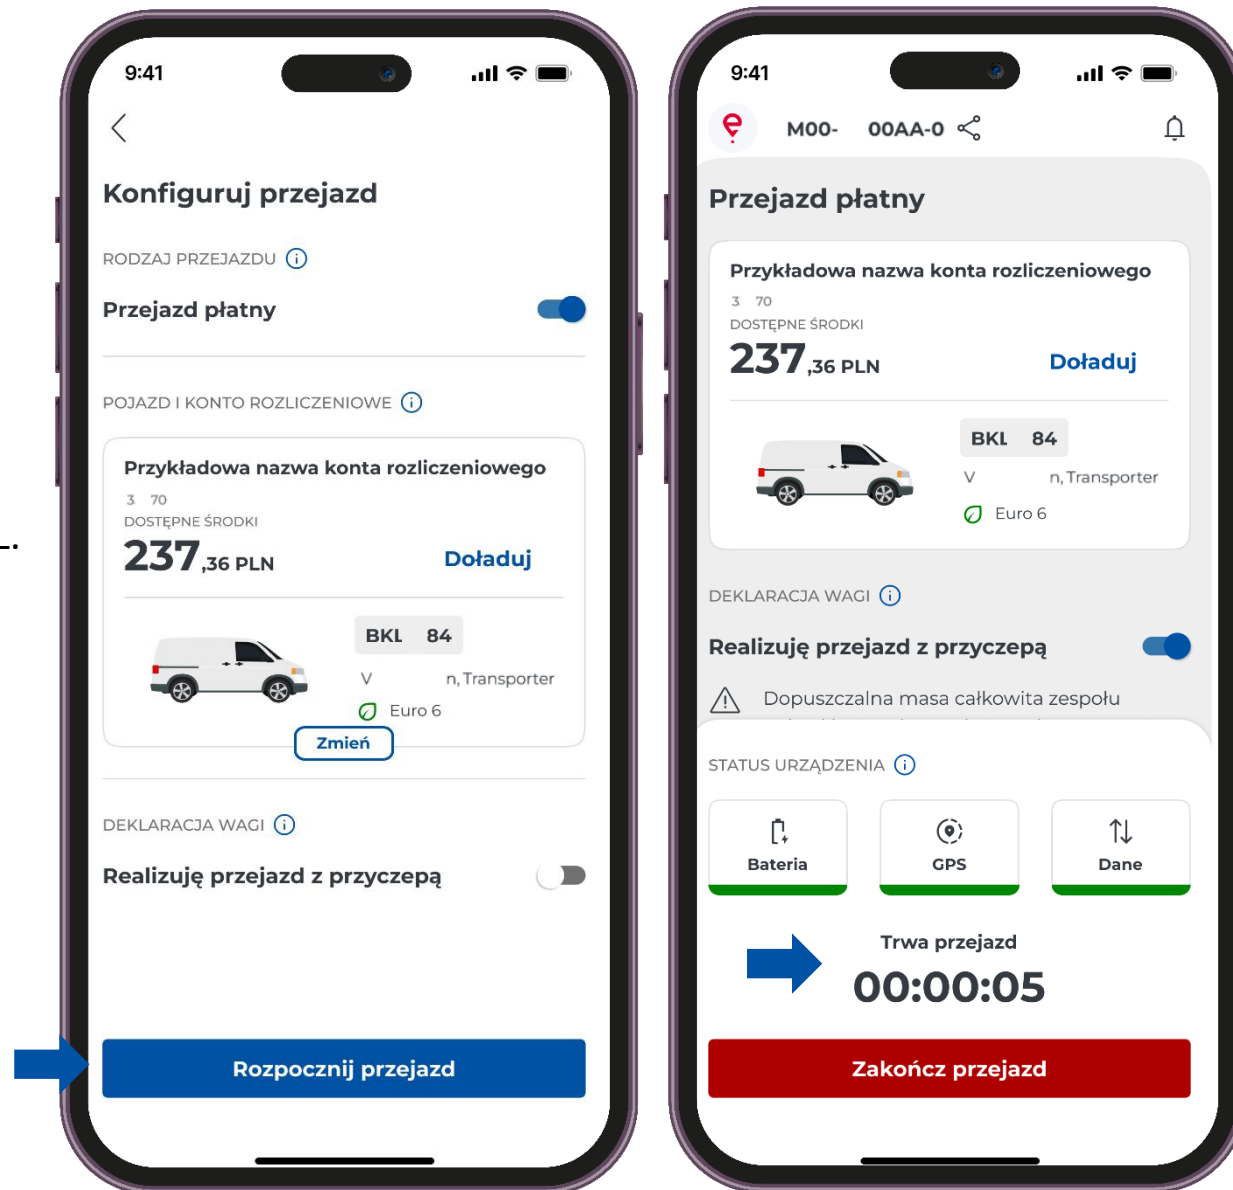 9:41
Konfiguruj przejazd
RODZAJ PRZEJAZDU
Przejazd płatny
POJAZD I KONTO ROZLICZENIOWE
Przykładowa nazwa konta rozliczeniowego
3 70
DOSTĘPNE ŚRODKI
237,36 PLN Doładuj
BKL 84
V n, Transporter
Euro 6
Zmień
DEKLARACJA WAGI
Realizuję przejazd z przyczepą
Rozpocznij przejazd
9:41
M00- 00AA-0
Przejazd płatny
Przykładowa nazwa konta rozliczeniowego
3 70
DOSTĘPNE ŚRODKI
237,36 PLN Doładuj
BKL 84
V n, Transporter
Euro 6
DEKLARACJA WAGI
Realizuję przejazd z przyczepą
Dopuszczalna masa całkowita zespołu
STATUS URZĄDZENIA
Bateria GPS Dane
Trwa przejazd
00:00:05
Zakończ przejazd